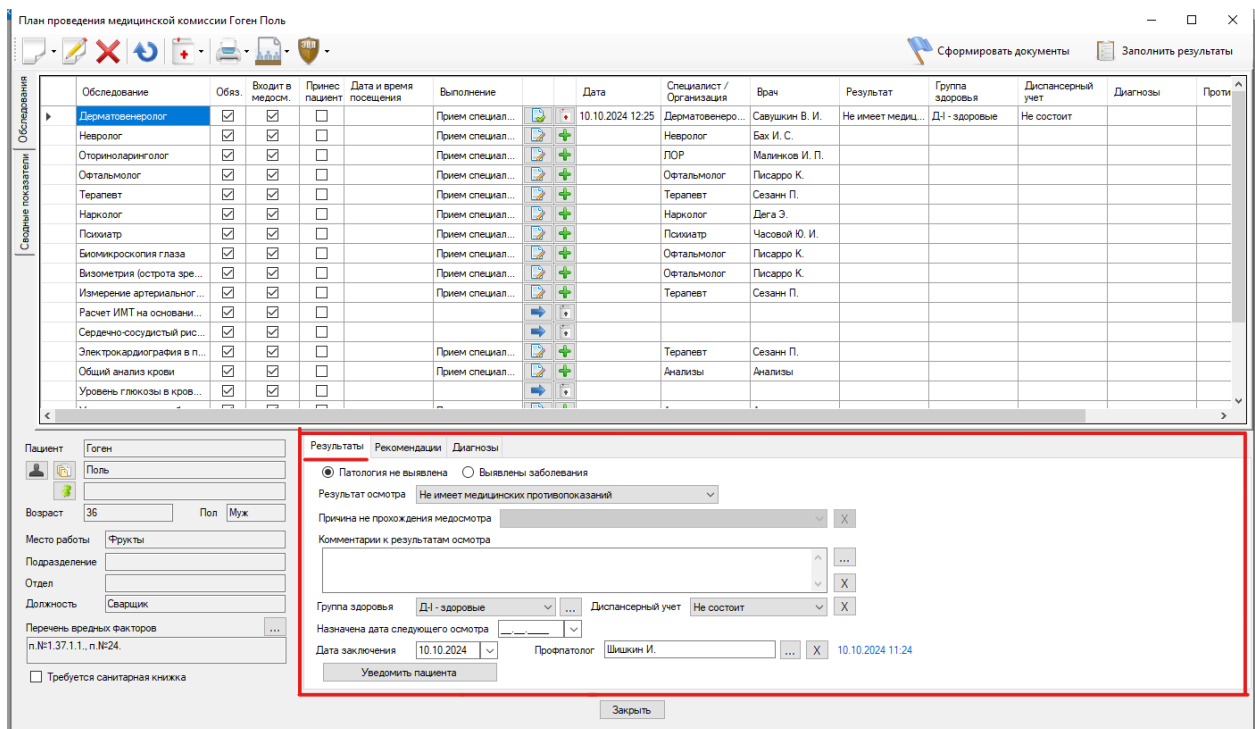 План проведения медицинской комиссии Гоген Поль
ЭЛП
Сформировать документы Заполнить результаты
Обследования
Сводные показатели
Обследование Обяз. Входит в медосм. Принес пациент Дата и время посещения Выполнение Дата Специалист / Организация Врач Результат Группа здоровья Диспансерный учет Диагнозы Проти
Дерматовенеролог Прием специал... 10.10.2024 12:25 Дерматовенеро... Савушкин В. И. Не имеет медиц... Д-I - здоровые Не состоит
Невролог Прием специал... Невролог Бах И. С.
Оториноларинголог Прием специал... ЛОР Малинков И. П.
Офтальмолог Прием специал... Офтальмолог Писарро К.
Терапевт Прием специал... Терапевт Сезанн П.
Нарколог Прием специал... Нарколог Дега Э.
Психиатр Прием специал... Психиатр Часовой Ю. И.
Биомикроскопия глаза Прием специал... Офтальмолог Писарро К.
Визометрия (острота зре... Прием специал... Офтальмолог Писарро К.
Измерение артериальног... Прием специал... Терапевт Сезанн П.
Расчет ИМТ на основани...
Сердечно-сосудистый рис...
Электрокардиография в п... Прием специал... Терапевт Сезанн П.
Общий анализ крови Прием специал... Анализы Анализы
Уровень глюкозы в кров...
Пациент Гоген
Поль
Возраст 36 Пол Муж
Место работы Фрукты
Подразделение
Отдел
Должность Сварщик
Перечень вредных факторов ...
п.№1.37.1.1., п.№24.
Требуется санитарная книжка
Результаты Рекомендации Диагнозы
Патология не выявлена Выявлены заболевания
Результат осмотра Не имеет медицинских противопоказаний
Причина не прохождения медосмотра X
Комментарии к результатам осмотра
...
X
Группа здоровья Д-I - здоровые ... Диспансерный учет Не состоит X
Назначена дата следующего осмотра __.__.____
Дата заключения 10.10.2024 Профпатолог Шишкин И. ... X 10.10.2024 11:24
Уведомить пациента
Закрыть